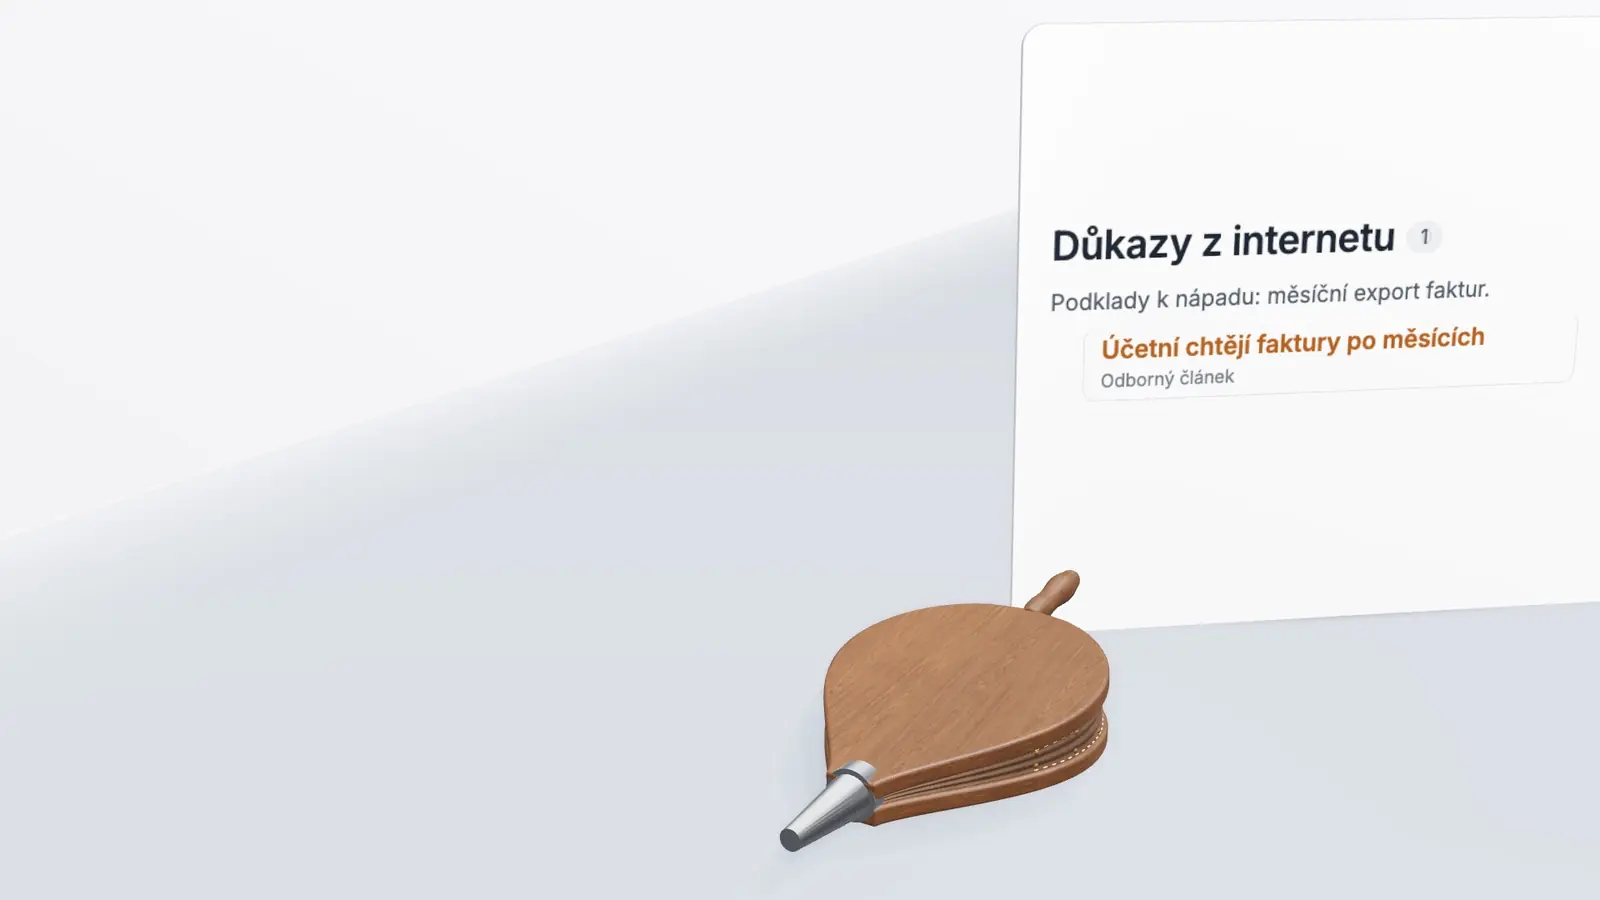 Důkazy z internetu 1
Podklady k nápadu: měsíční export faktur.
Účetní chtějí faktury po měsících
Odborný článek